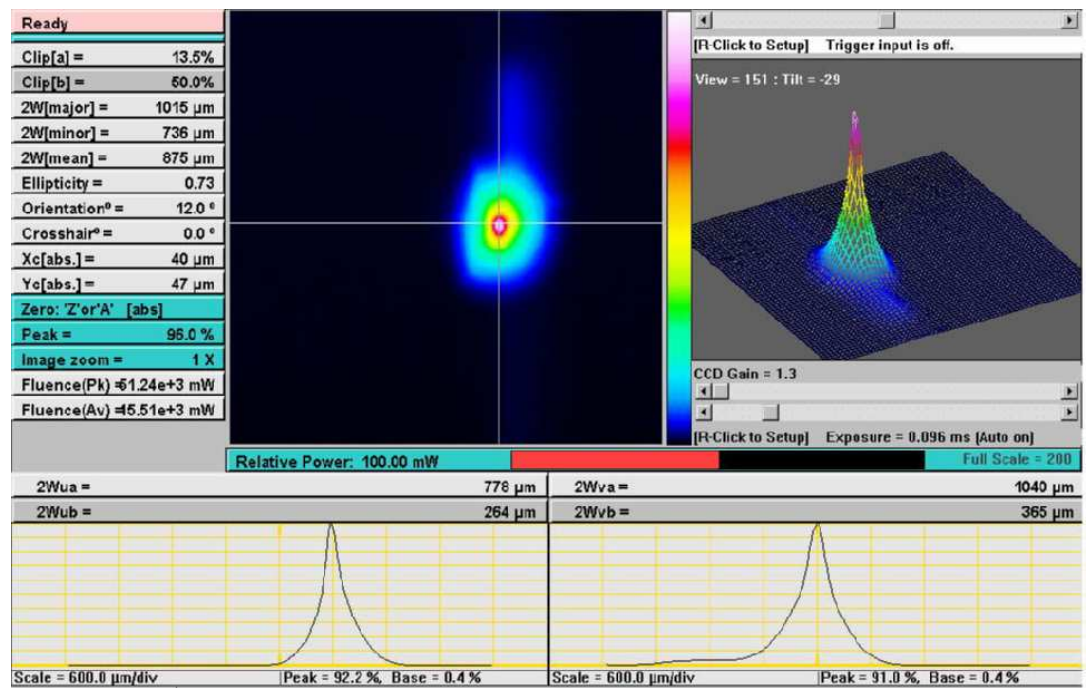 Ready
Clip[a] = 13.5%
Clip[b] = 50.0%
2W[major] = 1015 µm
2W[minor] = 736 µm
2W[mean] = 875 µm
Ellipticity = 0.73
Orientationº = 12.0 º
Crosshairº = 0.0 º
Xc[abs.] = 40 µm
Yc[abs.] = 47 µm
Zero: 'Z'or'A' [abs]
Peak = 96.0 %
Image zoom = 1 X
Fluence(Pk) =51.24e+3 mW
Fluence(Av) =45.51e+3 mW
[R-Click to Setup] Trigger input is off.
View = 151 : Tilt = -29
CCD Gain = 1.3
[R-Click to Setup] Exposure = 0.096 ms [Auto on]
Relative Power: 100.00 mW Full Scale = 200
2Wua = 778 µm 2Wva = 1040 µm
2Wub = 264 µm 2Wvb = 365 µm
Scale = 600.0 µm/div Peak = 92.2 %, Base = 0.4 % Scale = 600.0 µm/div Peak = 91.0 %, Base = 0.4 %